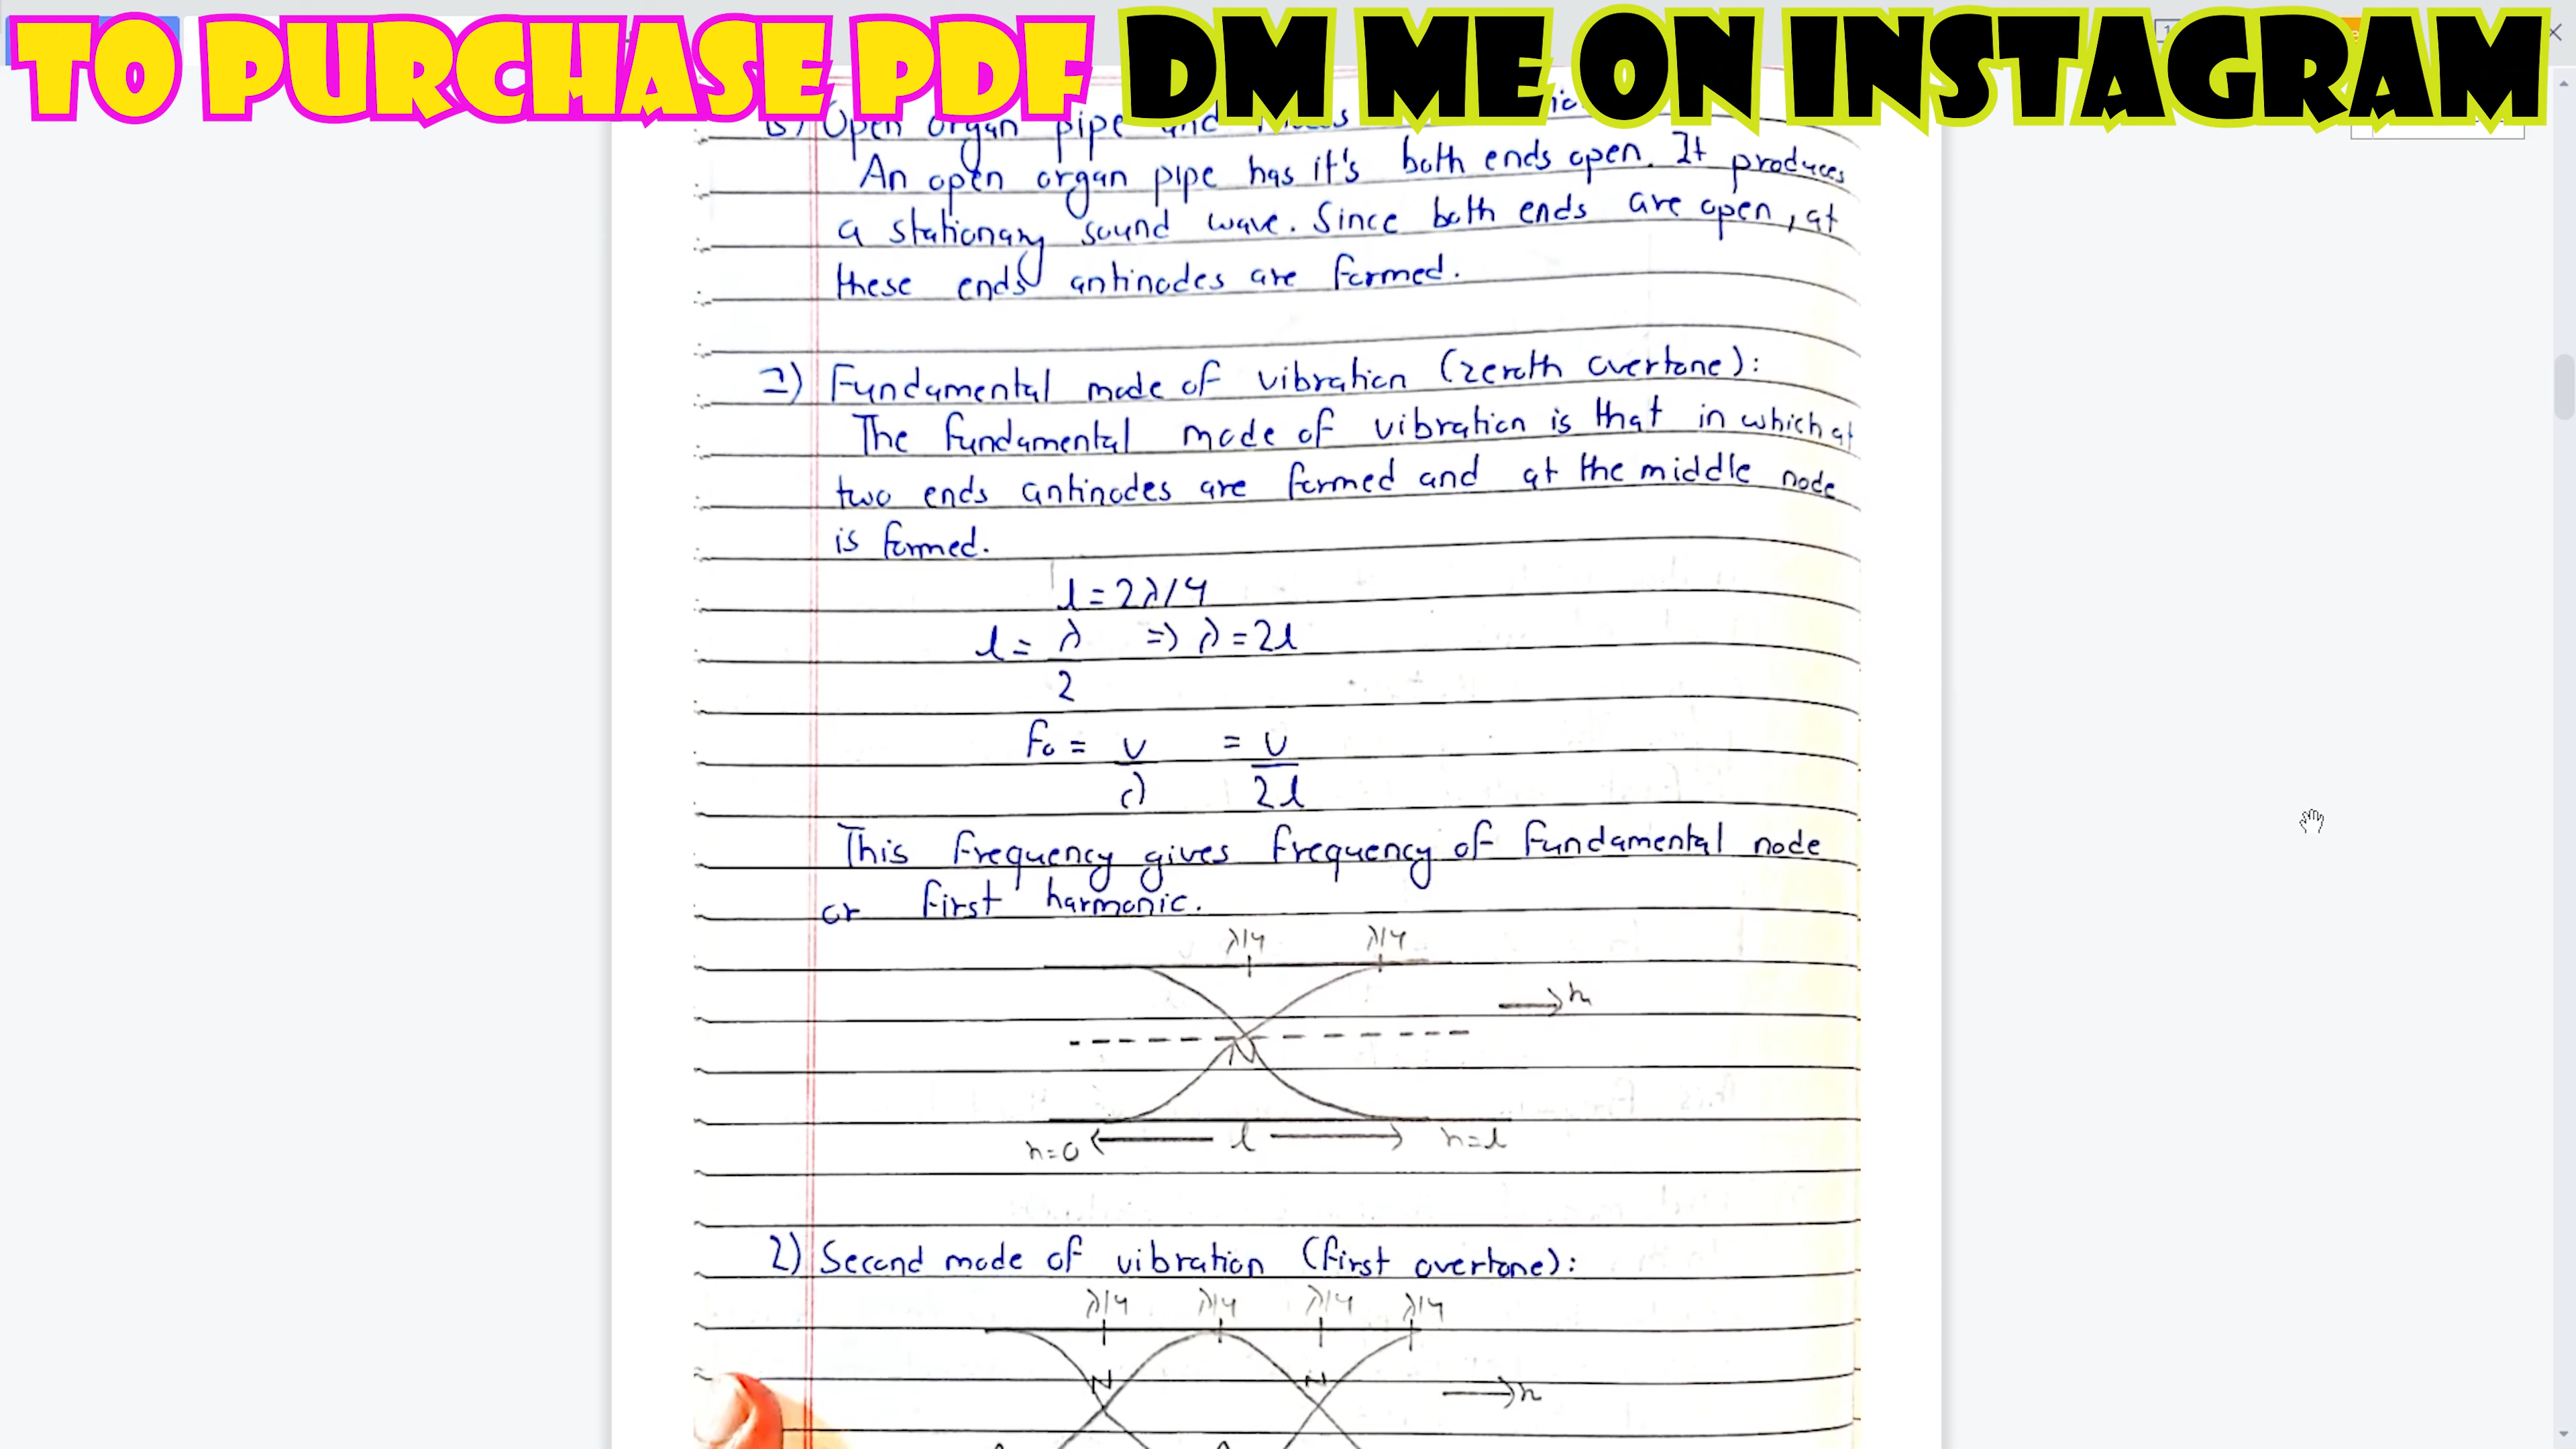 TO PURCHASE PDF DM ME ON INSTAGRAM
Open organ pipe and
An open organ pipe has it's both ends open. It produces
a stationary sound wave. Since both ends are open, at
these ends antinodes are formed.
1) Fundamental mode of vibration (zeroth overtone):
The fundamental mode of vibration is that in which at
two ends antinodes are formed and at the middle node
is formed.
l = 2λ/4
l = λ/2 => λ = 2l
f₀ = v/λ = v/2l
This frequency gives frequency of fundamental node
or first harmonic.
λ/4 λ/4
→ x
N
x=0 ← l → x=l
2) Second mode of vibration (first overtone):
λ/4 λ/4 λ/4 λ/4
N N
→ x